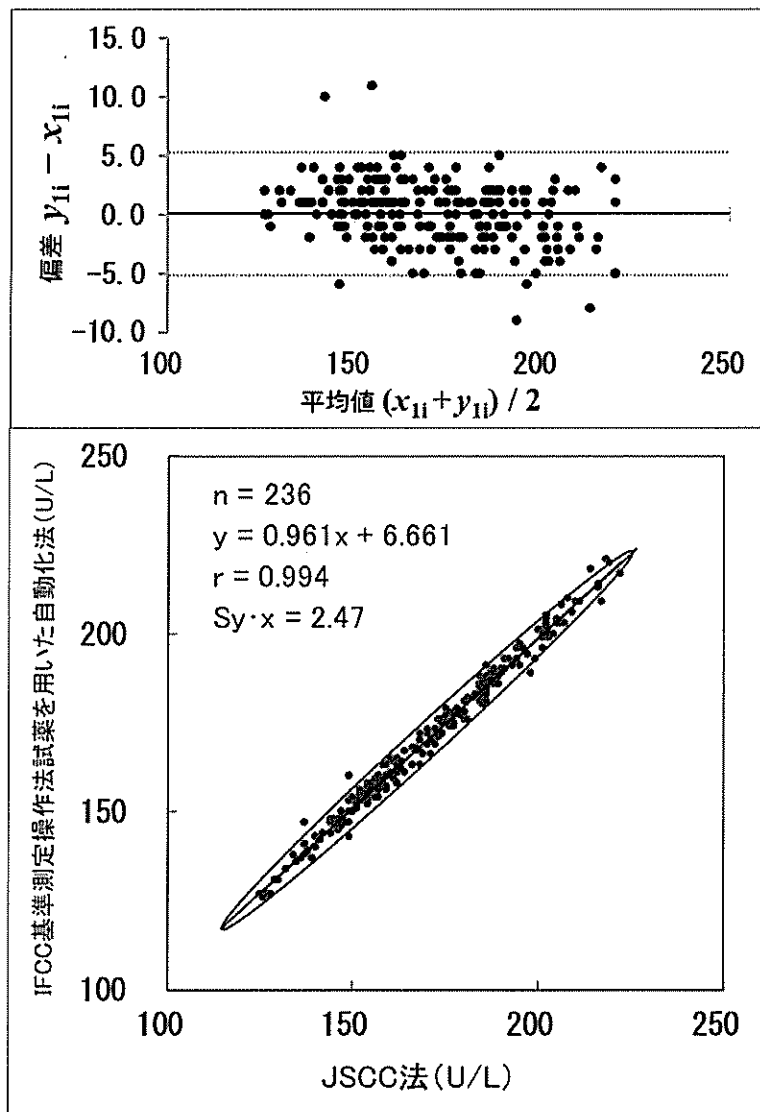 15.0
10.0
5.0
0.0
-5.0
-10.0
偏差 y1i − x1i
100 150 200 250
平均値 (x1i+y1i) / 2
250
200
150
100
IFCC基準測定操作法試薬を用いた自動化法(U/L)
n = 236
y = 0.961x + 6.661
r = 0.994
Sy·x = 2.47
100 150 200 250
JSCC法(U/L)